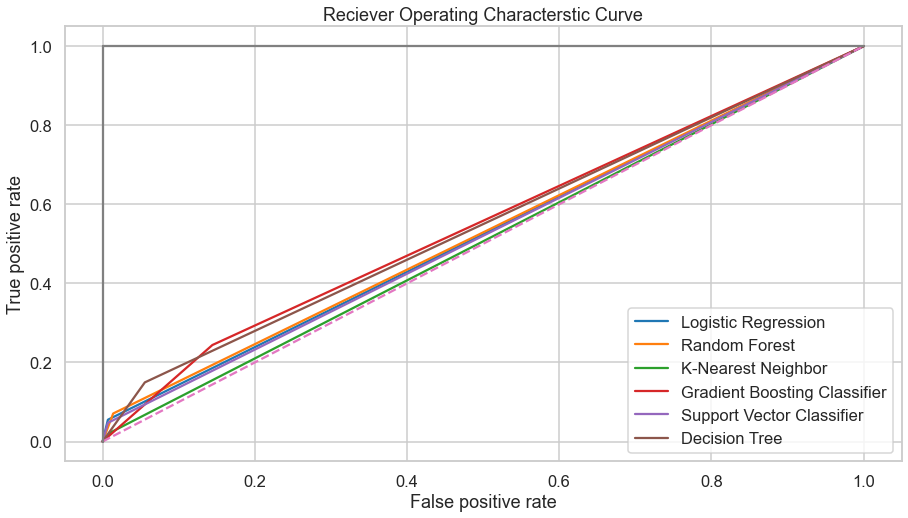 Reciever Operating Characterstic Curve
True positive rate
1.0
0.8
0.6
0.4
0.2
0.0
Logistic Regression
Random Forest
K-Nearest Neighbor
Gradient Boosting Classifier
Support Vector Classifier
Decision Tree
0.0 0.2 0.4 0.6 0.8 1.0
False positive rate